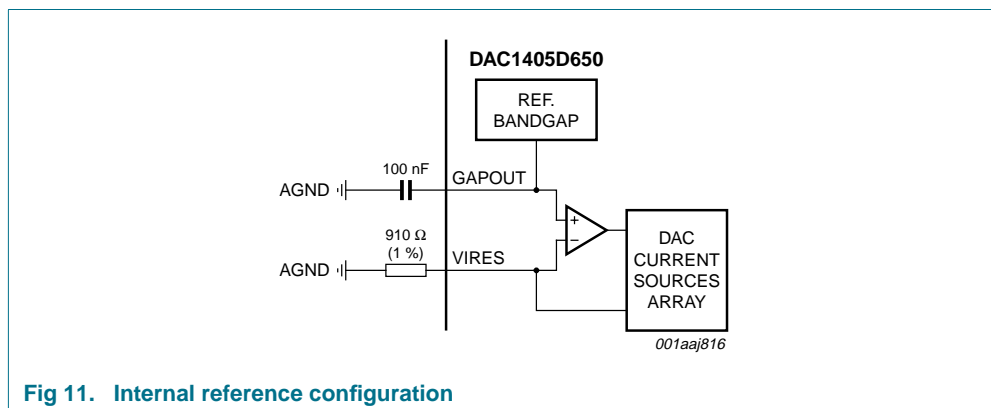 DAC1405D650
REF.
BANDGAP
100 nF
AGND
GAPOUT
+
−
910 Ω
(1 %)
AGND
VIRES
DAC
CURRENT
SOURCES
ARRAY
001aaj816
Fig 11. Internal reference configuration